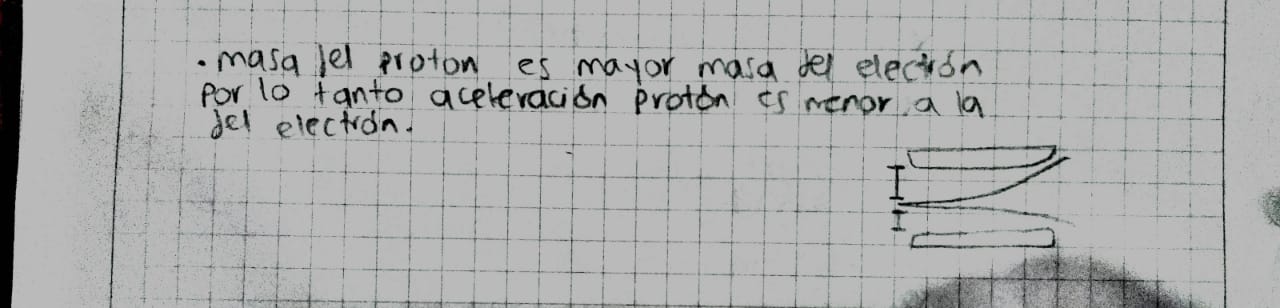 . masa del proton es mayor masa del electrón
por lo tanto aceleración protón es menor a la
del electrón.